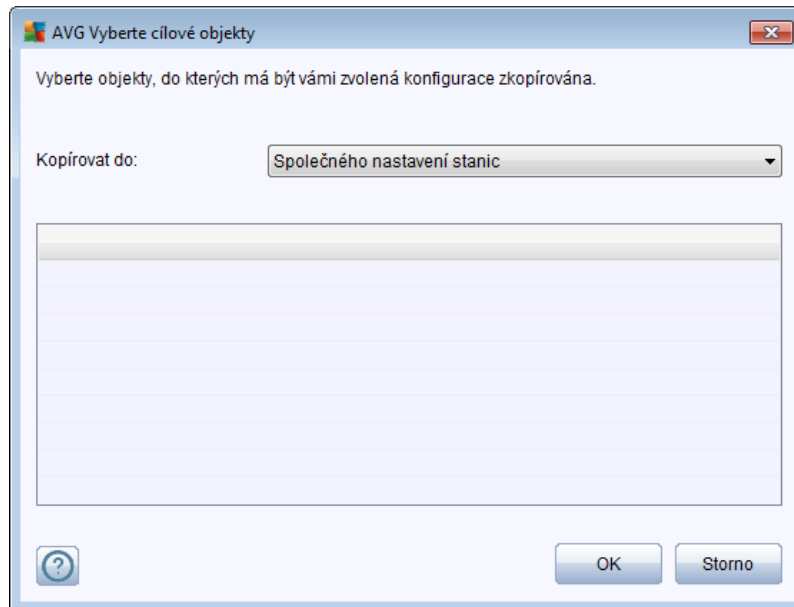 AVG Vyberte cílové objekty
Vyberte objekty, do kterých má být vámi zvolená konfigurace zkopírována.
Kopírovat do:
Společného nastavení stanic
?
OK
Storno